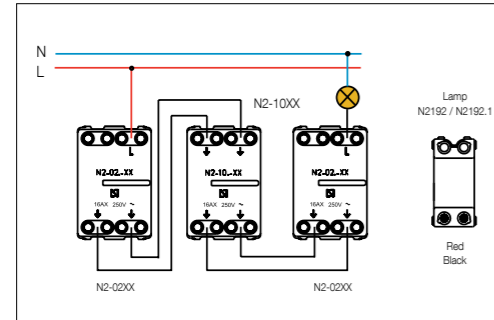 N
L
N2-10XX
Lamp
N2192 / N2192.1
L
N2-02.-XX
16AX 250V ~
N2-10.-XX
16AX 250V ~
L
N2-02.-XX
16AX 250V ~
Red
Black
N2-02XX
N2-02XX